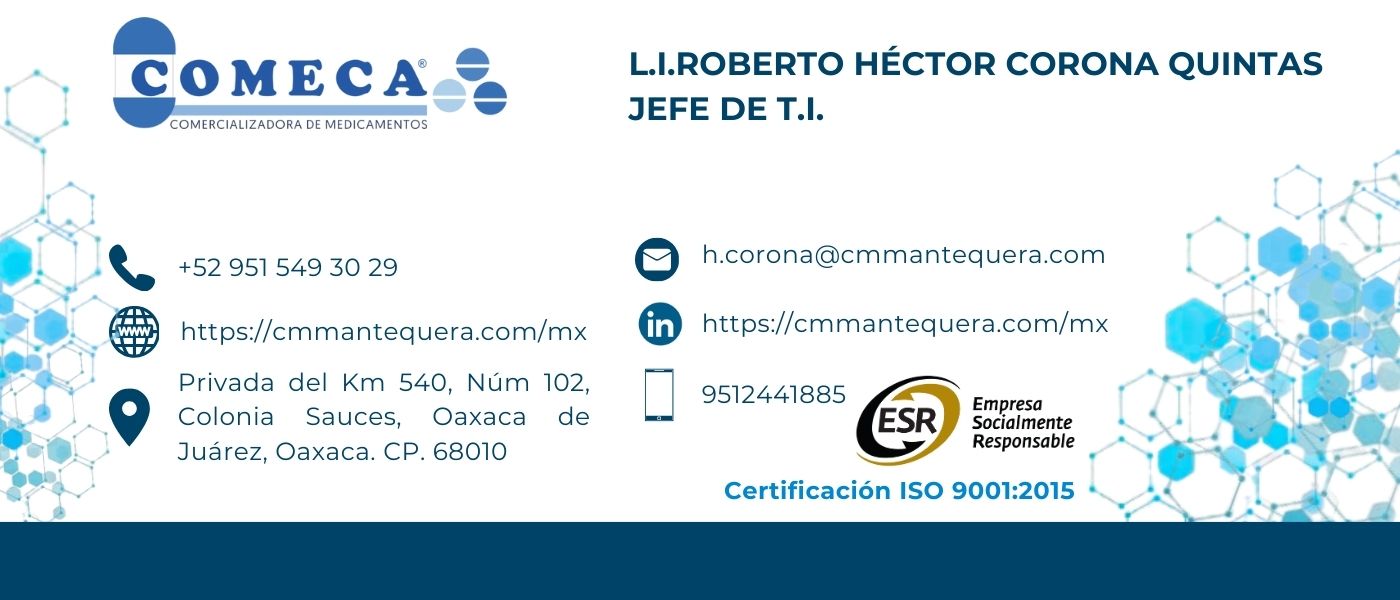 COMECA®
COMERCIALIZADORA DE MEDICAMENTOS
L.I.ROBERTO HÉCTOR CORONA QUINTAS
JEFE DE T.I.
+52 951 549 30 29
www
https://cmmantequera.com/mx
Privada del Km 540, Núm 102,
Colonia Sauces, Oaxaca de
Juárez, Oaxaca. CP. 68010
h.corona@cmmantequera.com
in
https://cmmantequera.com/mx
9512441885
ESR
Empresa
Socialmente
Responsable
Certificación ISO 9001:2015